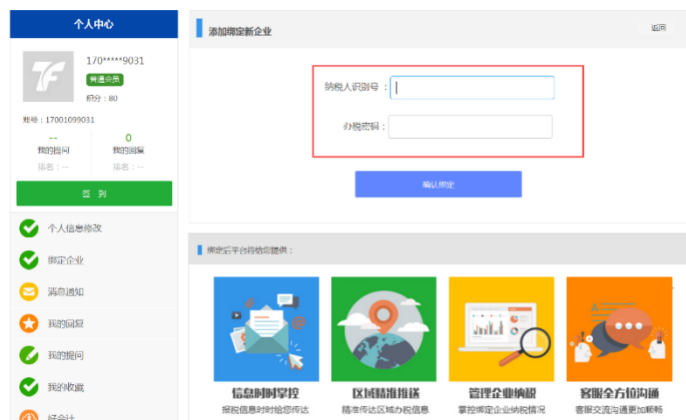 个人中心
170*****9031
普通会员
积分：80
账号：17001099031
--
我的提问
排名：--
0
我的回复
排名：--
签 到
个人信息修改
绑定企业
消息通知
我的回复
我的提问
我的收藏
好会计
添加绑定新企业
返回
纳税人识别号：
办税密码：
确认绑定
绑定后平台将给您提供：
信息时时掌控
报税信息时时给您传达
区域精准推送
精准传达区域办税信息
管理企业纳税
掌控绑定企业纳税情况
客服全方位沟通
客服交流沟通更加顺畅